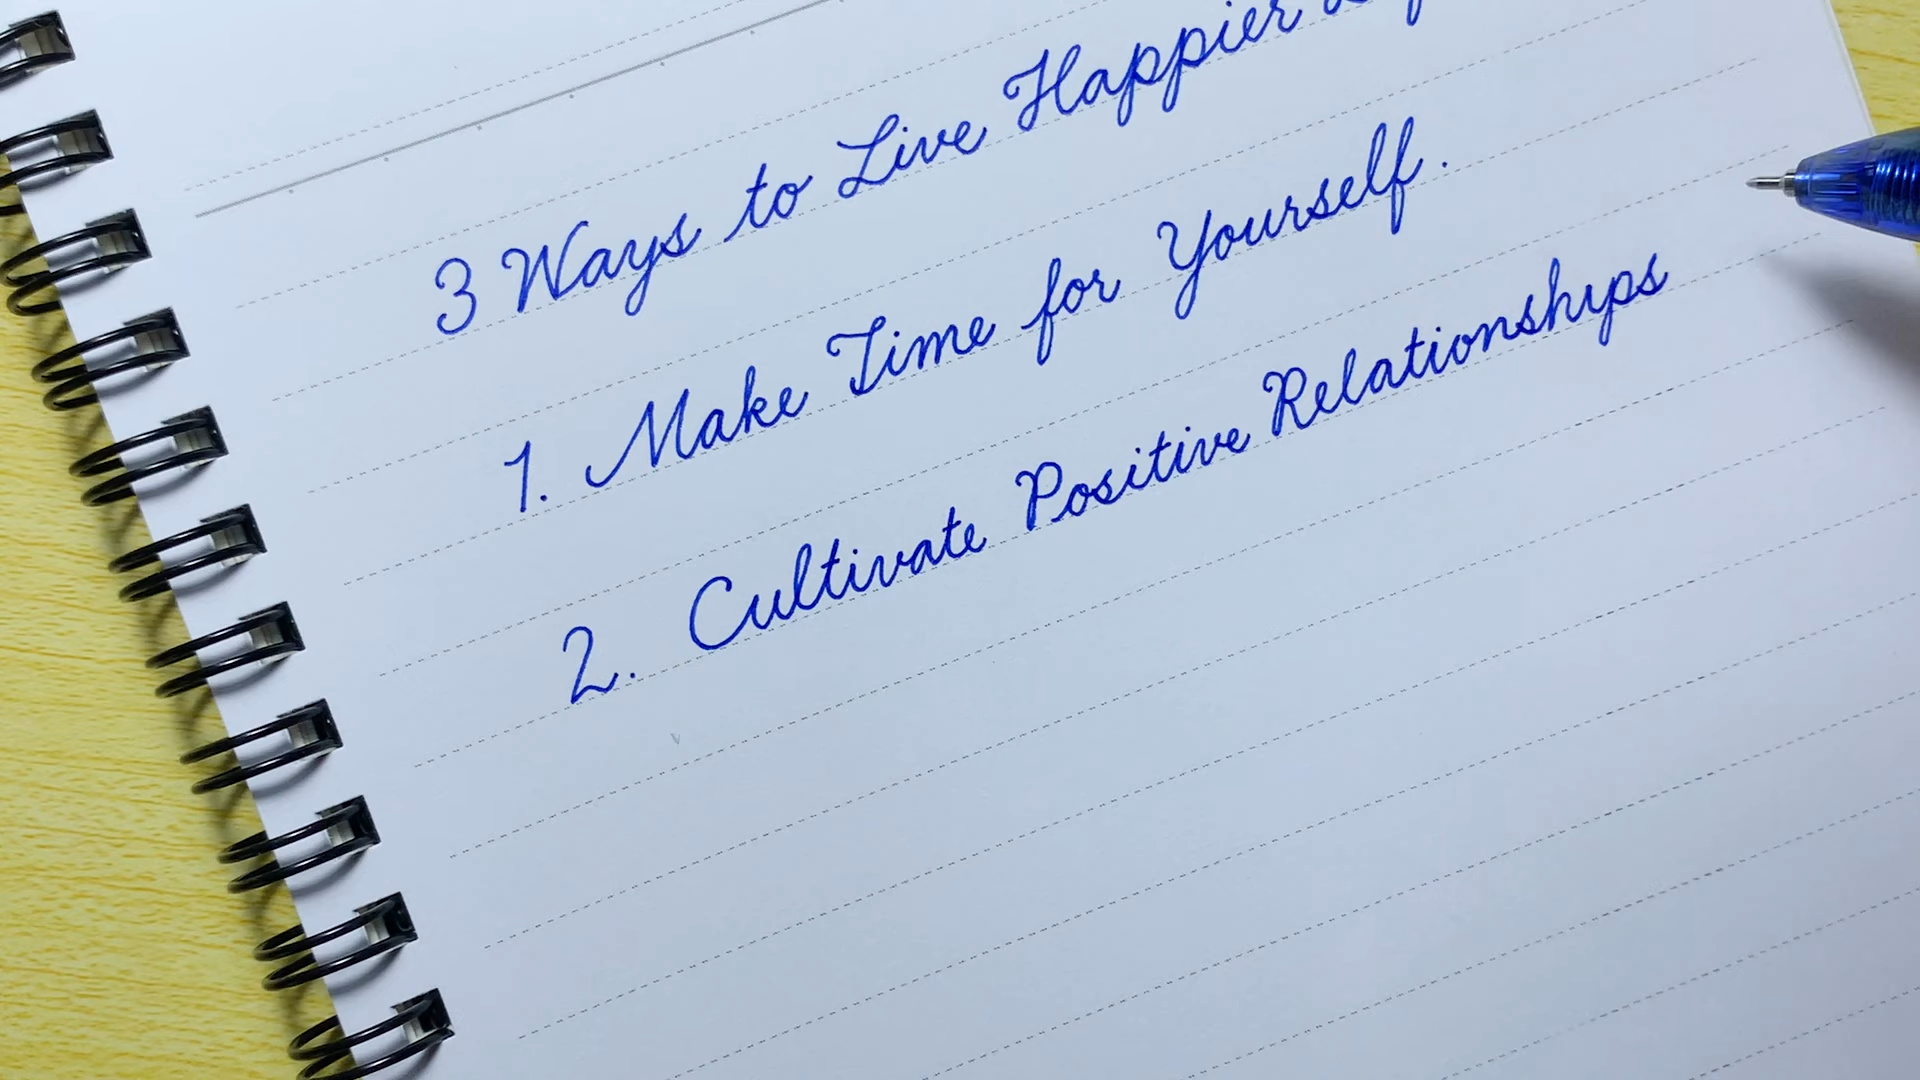 3 Ways to Live Happier
1. Make Time for Yourself.
2. Cultivate Positive Relationships